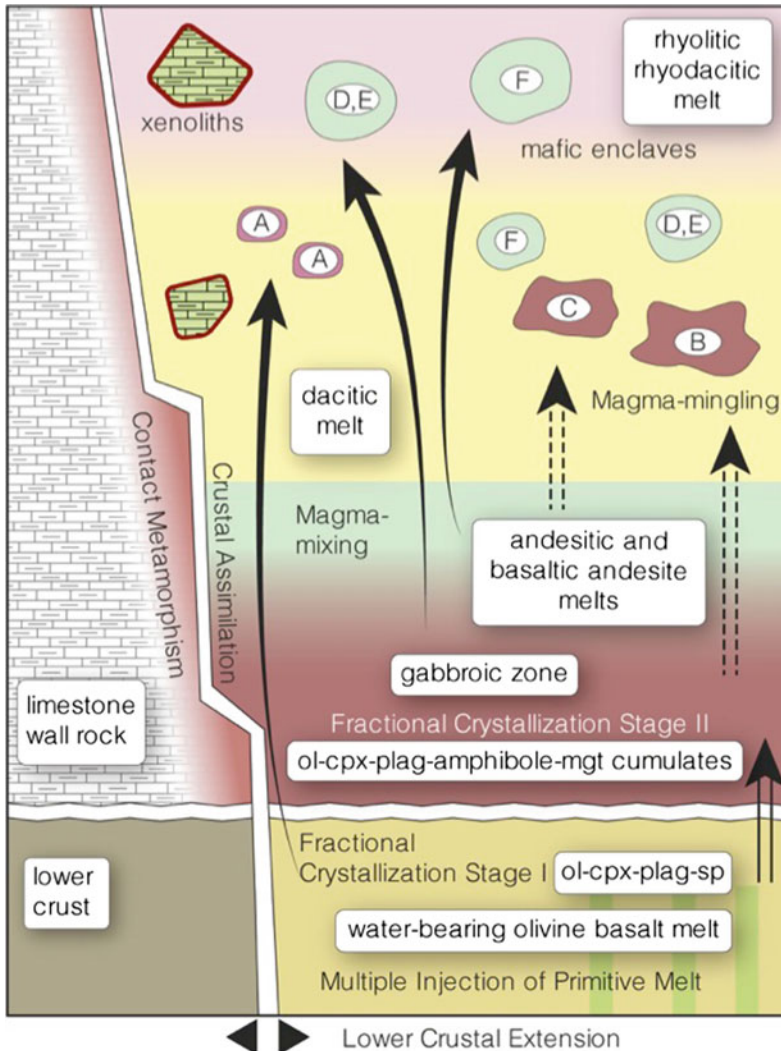 rhyolitic
rhyodacitic
melt
D,E
F
xenoliths
mafic enclaves
A
A
F
D,E
C
B
dacitic
melt
Magma-mingling
Contact Metamorphism
Crustal Assimilation
Magma-
mixing
andesitic and
basaltic andesite
melts
gabbroic zone
limestone
wall rock
Fractional Crystallization Stage II
ol-cpx-plag-amphibole-mgt cumulates
Fractional
Crystallization Stage I
ol-cpx-plag-sp
lower
crust
water-bearing olivine basalt melt
Multiple Injection of Primitive Melt
Lower Crustal Extension